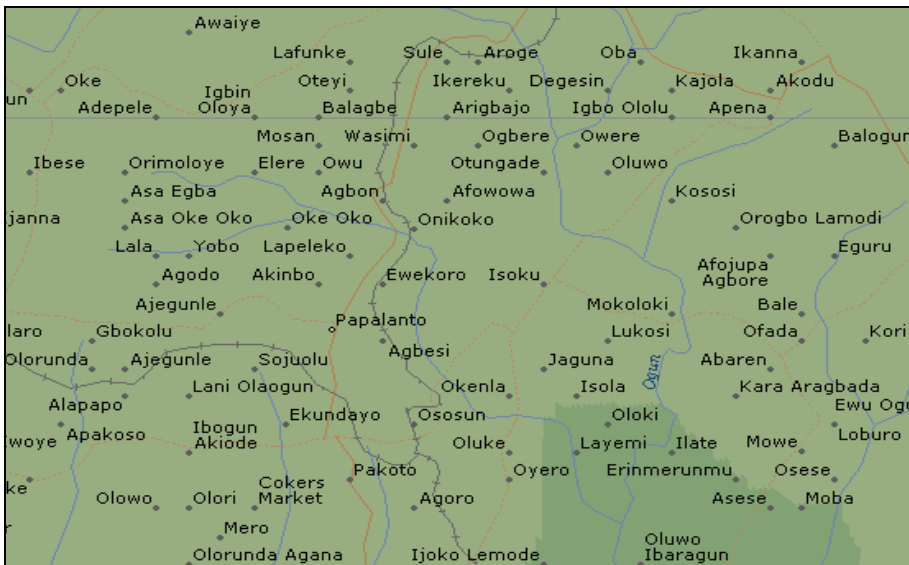 Awaiye
Lafunke
Sule
Aroge
Oba
Ikanna
un
Oke
Igbin
Oloya
Oteyi
Ikereku
Degesin
Kajola
Akodu
Adepele
Balagbe
Arigbajo
Igbo Ololu
Apena
Mosan
Wasimi
Ogbere
Owere
Balogun
Ibese
Orimoloye
Elere
Owu
Otungade
Oluwo
Asa Egba
Agbon
Afowowa
Kososi
janna
Asa Oke Oko
Oke Oko
Onikoko
Orogbo Lamodi
Lala
Yobo
Lapeleko
Eguru
Agodo
Akinbo
Ewekoro
Isoku
Afojupa
Agbore
Ajegunle
Mokoloki
Bale
laro
Gbokolu
Papalanto
Lukosi
Ofada
Kori
Olorunda
Ajegunle
Sojuolu
Agbesi
Jaguna
Ogun
Abaren
Alapapo
Lani Olaogun
Okenla
Isola
Kara Aragbada
Iwoye
Apakoso
Ibogun
Akiode
Ekundayo
Ososun
Oloki
Ewu Ogu
Loburo
Oluke
Layemi
Ilate
Mowe
ke
Cokers
Market
Pakoto
Oyero
Erinmerunmu
Osese
Olowo
Olori
Agoro
Asese
Moba
Mero
Olorunda Agana
Ijoko Lemode
Oluwo
Ibaragun